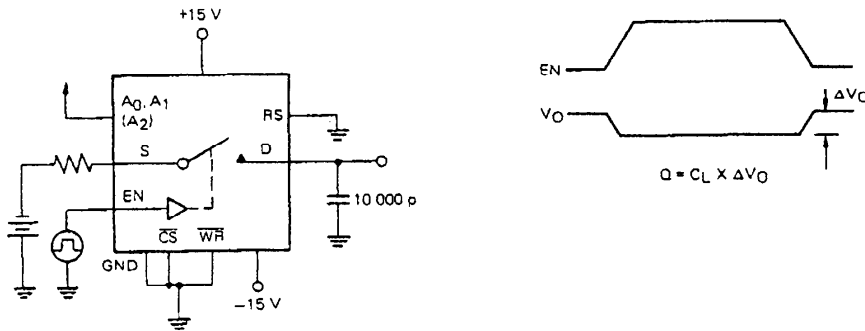 +15 V
A0, A1
(A2)
RS
S
D
EN
10 000 p
CS
WR
GND
−15 V
EN
VO
ΔVO
Q = CL X ΔVO